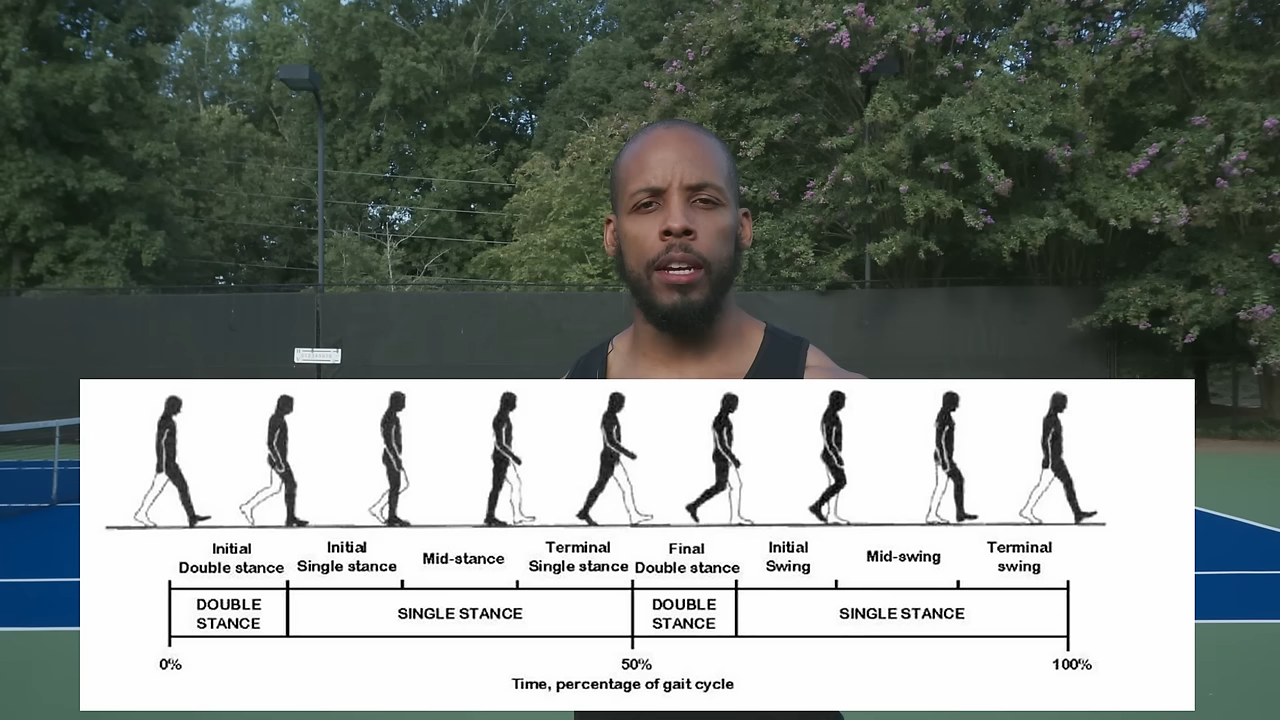 Initial
Double stance
Initial
Single stance
Mid-stance
Terminal
Single stance
Final
Double stance
Initial
Swing
Mid-swing
Terminal
swing
DOUBLE
STANCE
SINGLE STANCE
DOUBLE
STANCE
SINGLE STANCE
0%
50%
100%
Time, percentage of gait cycle